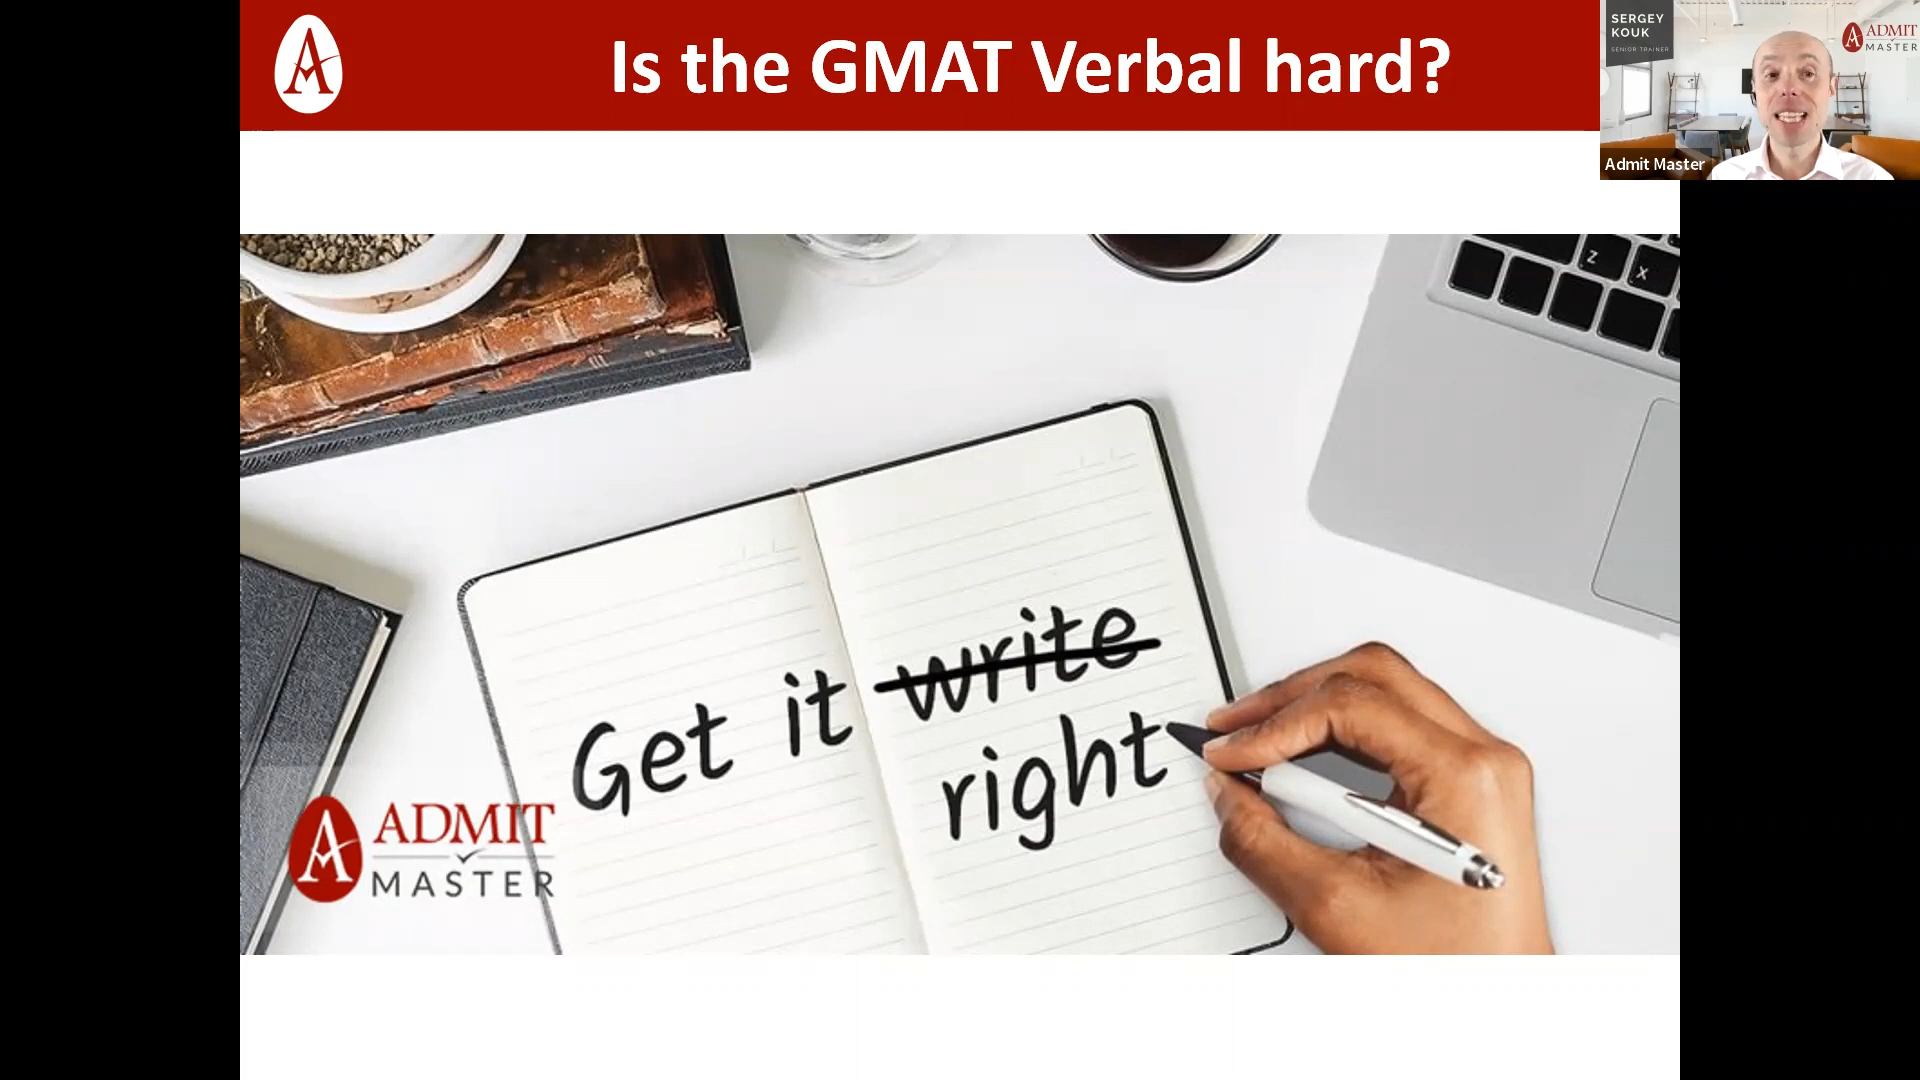 Is the GMAT Verbal hard?
SERGEY
KOUK
SENIOR TRAINER
ADMIT
MASTER
Admit Master
Z
X
Get it write
right
ADMIT
MASTER